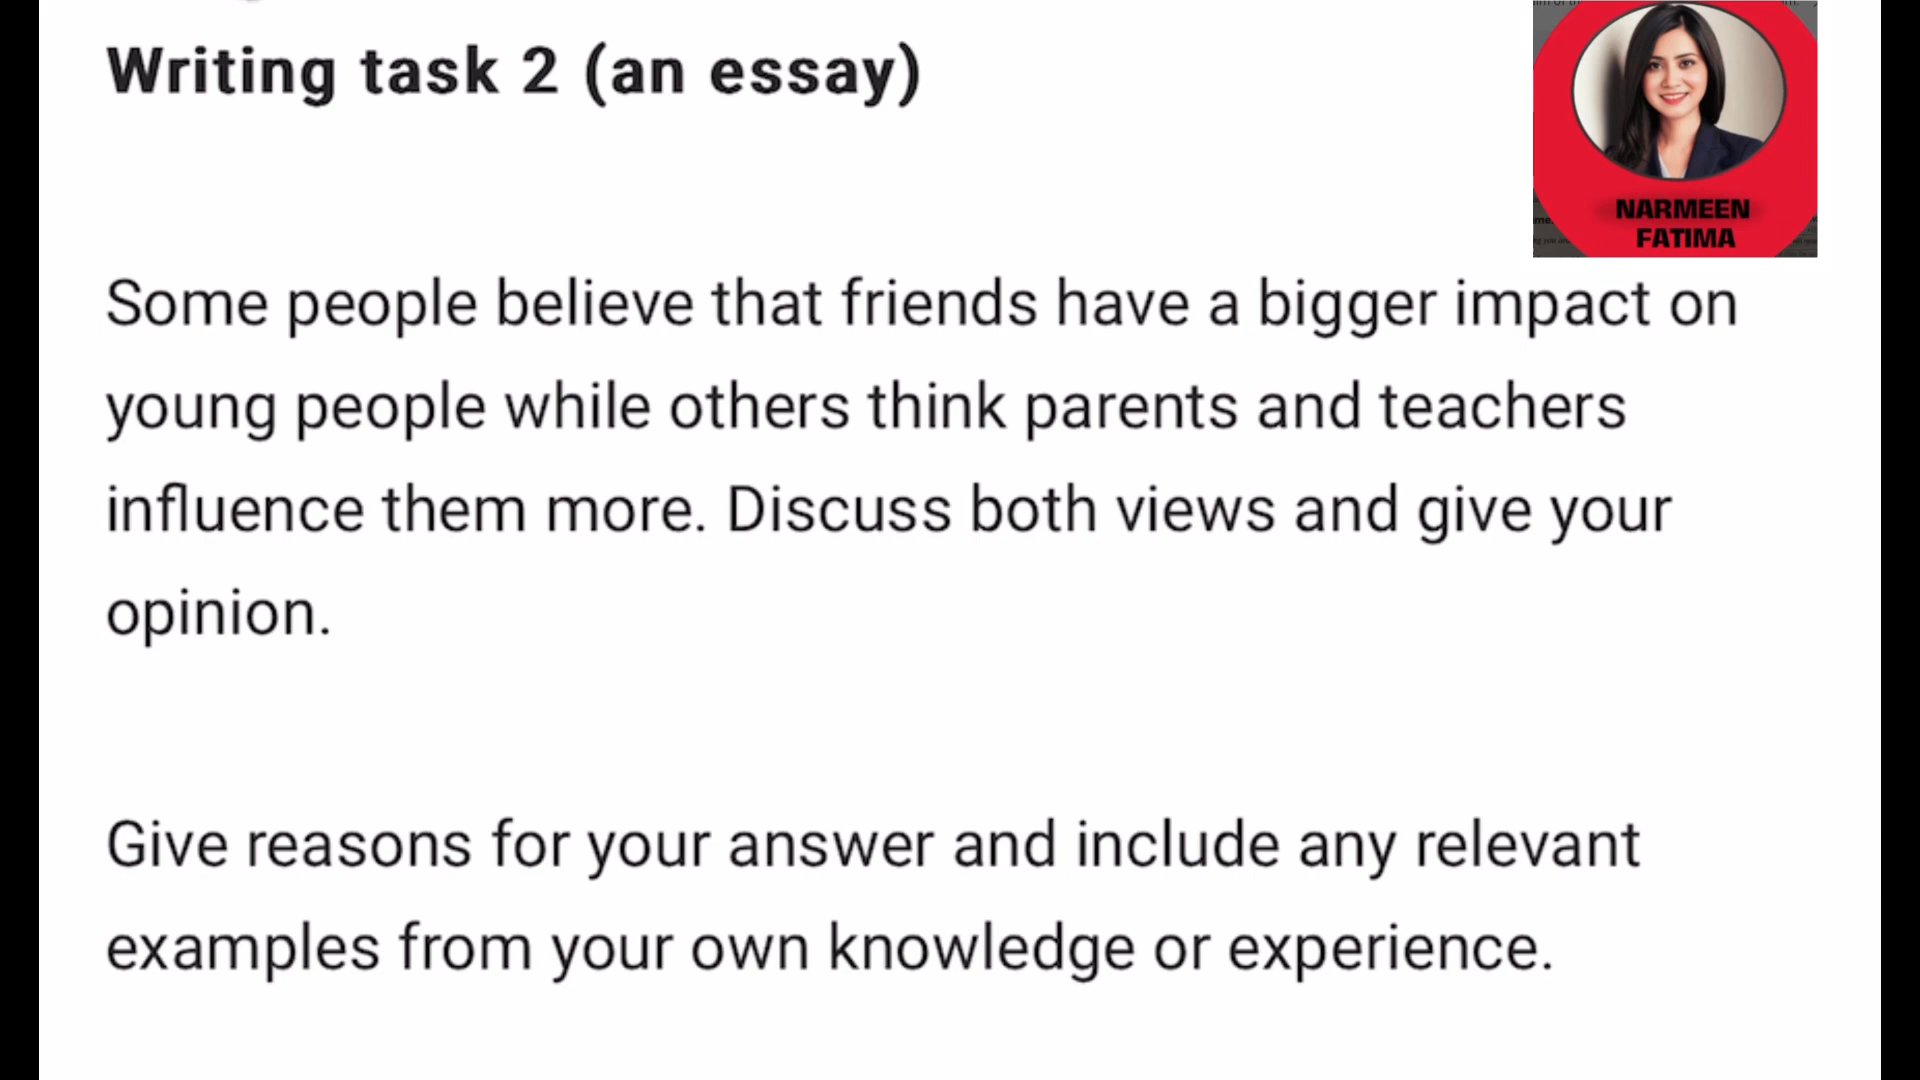 Writing task 2 (an essay)
NARMEEN
FATIMA
Some people believe that friends have a bigger impact on
young people while others think parents and teachers
influence them more. Discuss both views and give your
opinion.
Give reasons for your answer and include any relevant
examples from your own knowledge or experience.